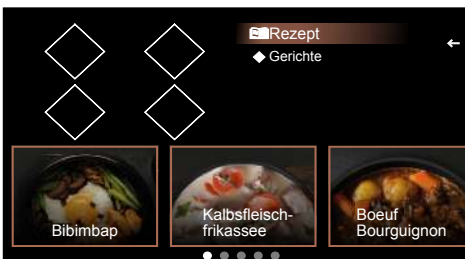 Rezept
Gerichte
Bibimbap
Kalbsfleisch-
frikassee
Boeuf
Bourguignon